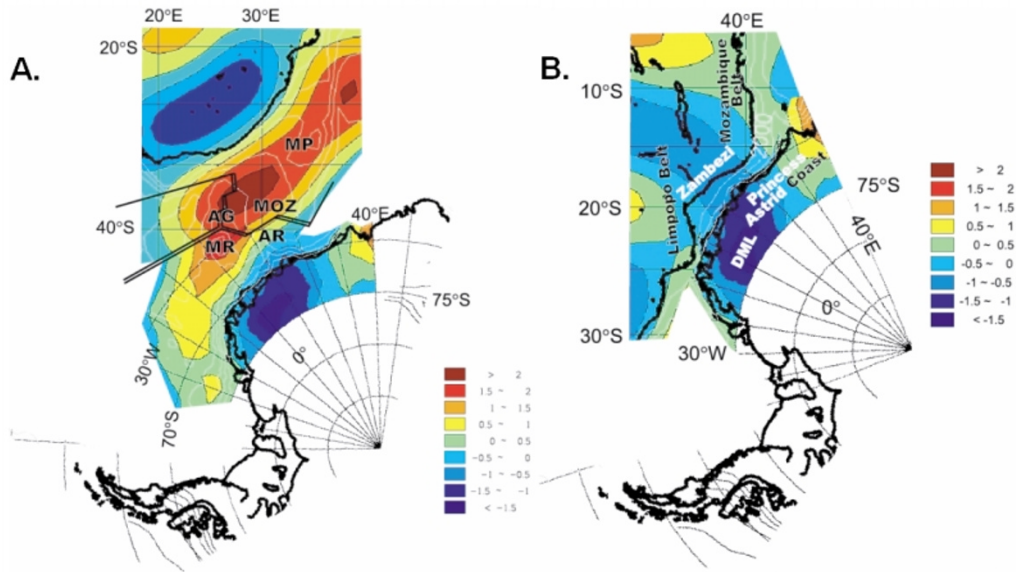 A.
20°E
30°E
20°S
40°S
MP
AG
MOZ
MR
AR
40°E
75°S
0°
30°W
70°S
> 2
1.5 ~ 2
1 ~ 1.5
0.5 ~ 1
0 ~ 0.5
-0.5 ~ 0
-1 ~ -0.5
-1.5 ~ -1
< -1.5
B.
40°E
10°S
20°S
30°S
Mozambique
Belt
2000
Limpopo Belt
Zambezi
Princess
Astrid
Coast
DML
75°S
40°E
0°
30°W
> 2
1.5 ~ 2
1 ~ 1.5
0.5 ~ 1
0 ~ 0.5
-0.5 ~ 0
-1 ~ -0.5
-1.5 ~ -1
< -1.5